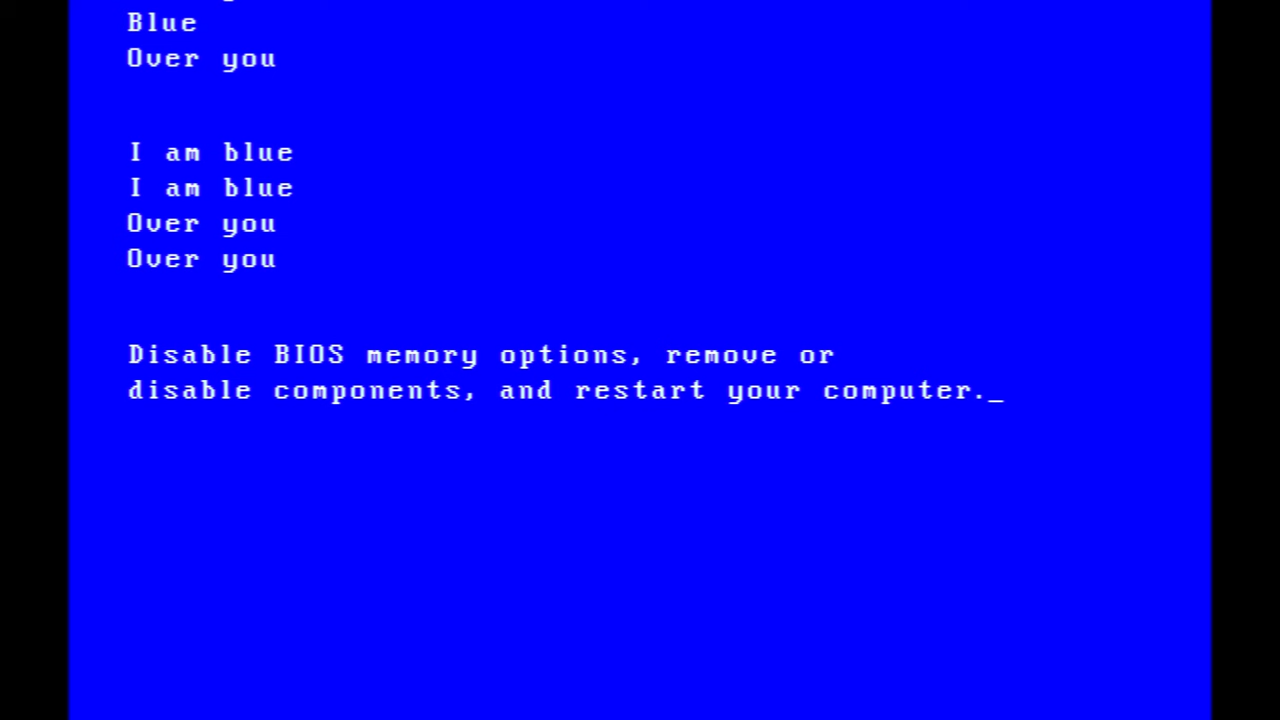 Blue
Over you
I am blue
I am blue
Over you
Over you
Disable BIOS memory options, remove or
disable components, and restart your computer._